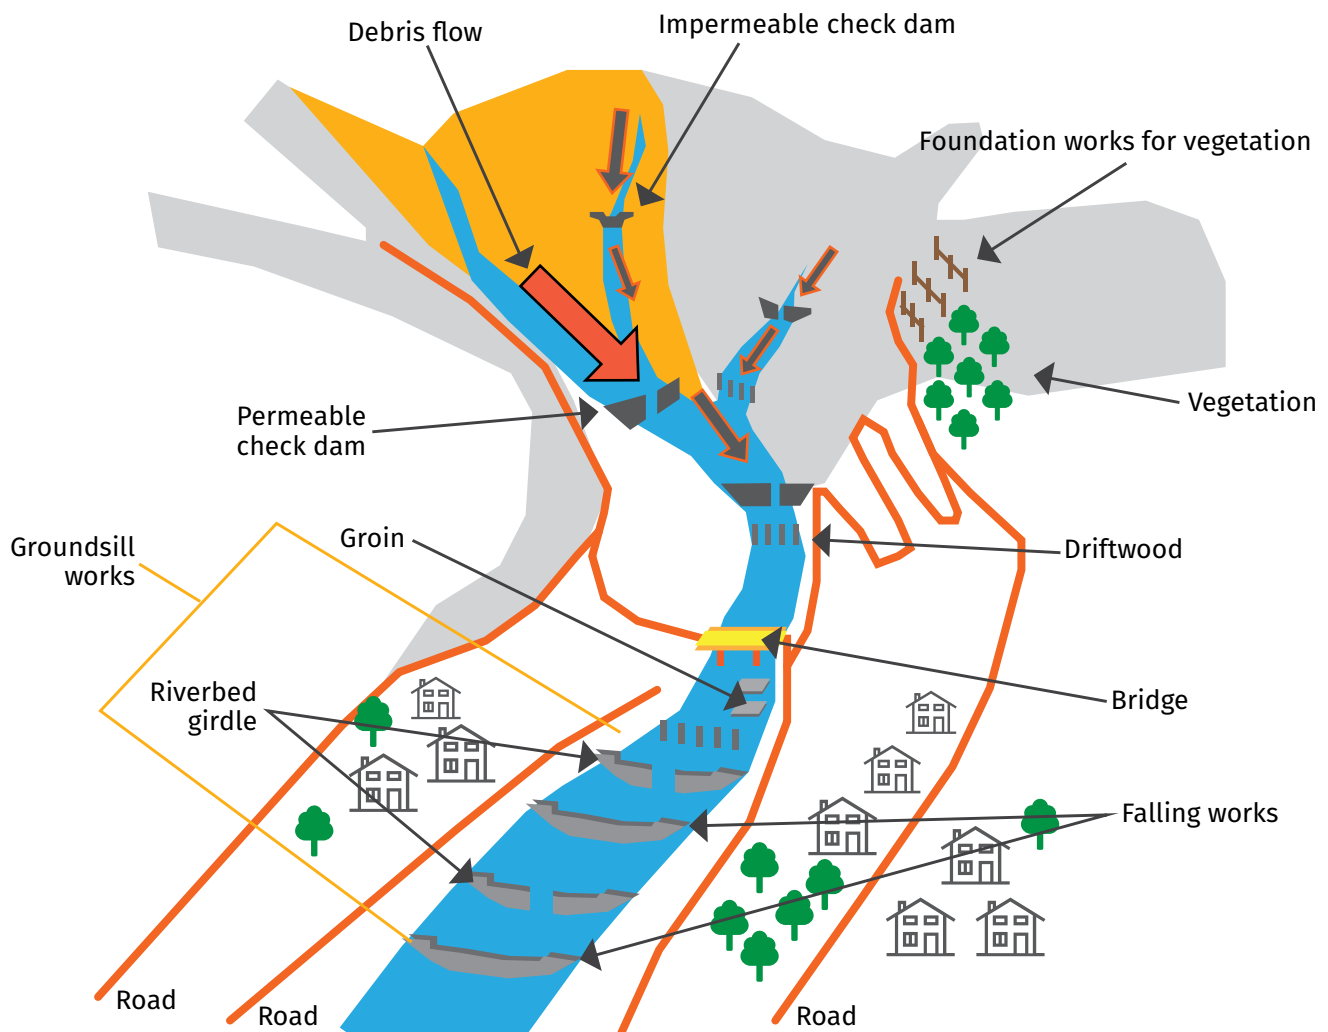 Debris flow
Impermeable check dam
Foundation works for vegetation
Permeable
check dam
Vegetation
Groundsill
works
Groin
Driftwood
Riverbed
girdle
Bridge
Falling works
Road
Road
Road